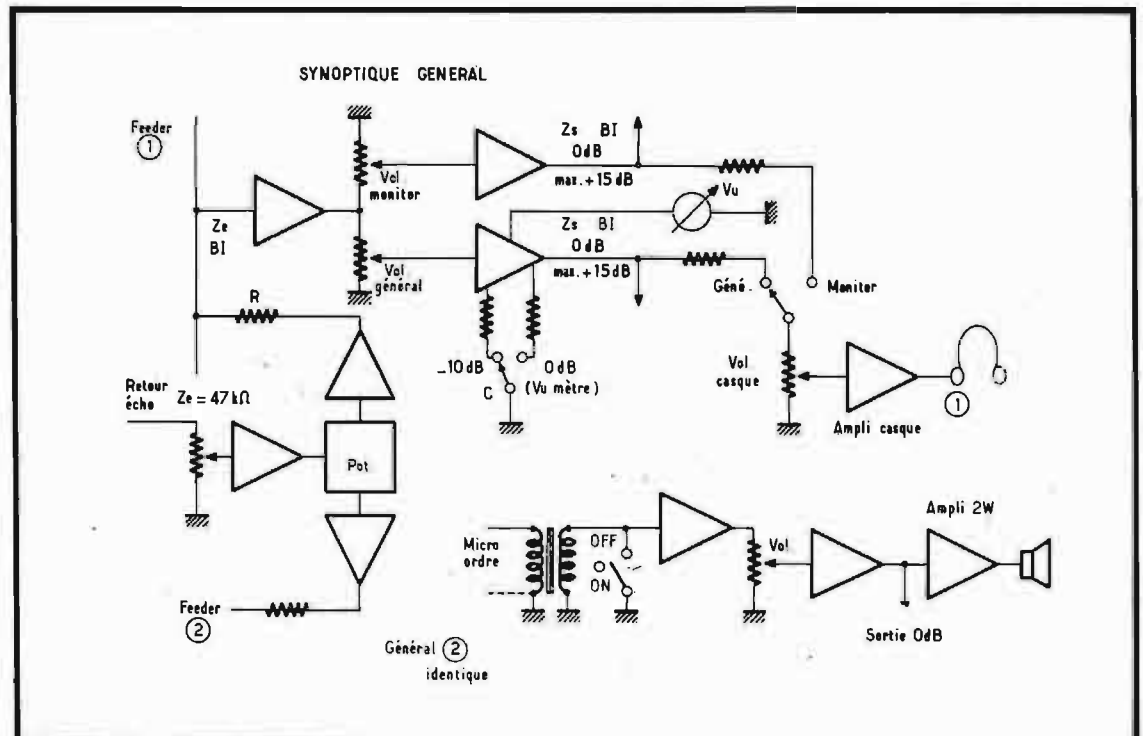 SYNOPTIQUE GENERAL
Feeder
1
Ze
BI
Vol
monitor
Vol
général
Zs BI
0dB
max. +15dB
Vu
Zs BI
0dB
max. +15dB
Géné.
Monitor
R
-10dB
0dB
C
(Vu mètre)
Vol
casque
Ampli casque
1
Retour
écho
Ze = 47 kΩ
Pot
Feeder
2
Général 2
identique
Micro
ordre
OFF
ON
Vol
Ampli 2W
Sortie 0dB